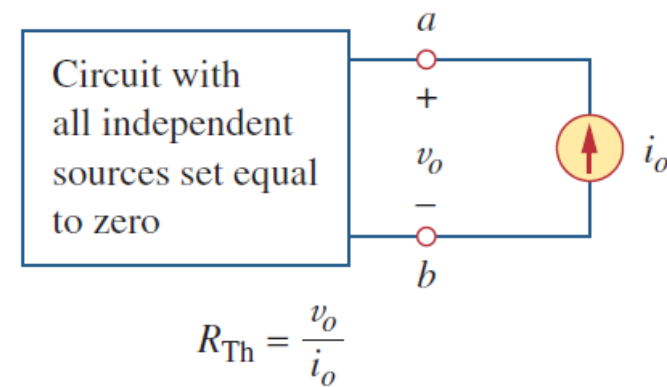 a
Circuit with
all independent
sources set equal
to zero
+
v_o
−
i_o
b
R_Th = v_o / i_o